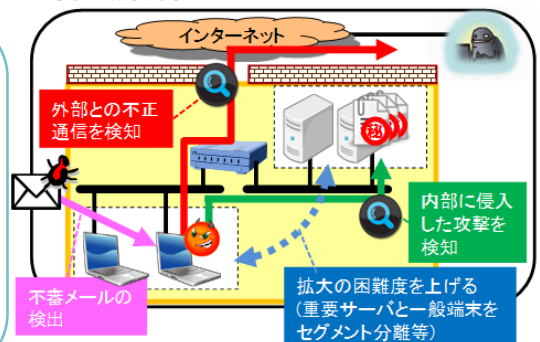 インターネット
外部との不正
通信を検知
秘
内部に侵入
した攻撃を
検知
不審メールの
検出
拡大の困難度を上げる
(重要サーバと一般端末を
セグメント分離等)